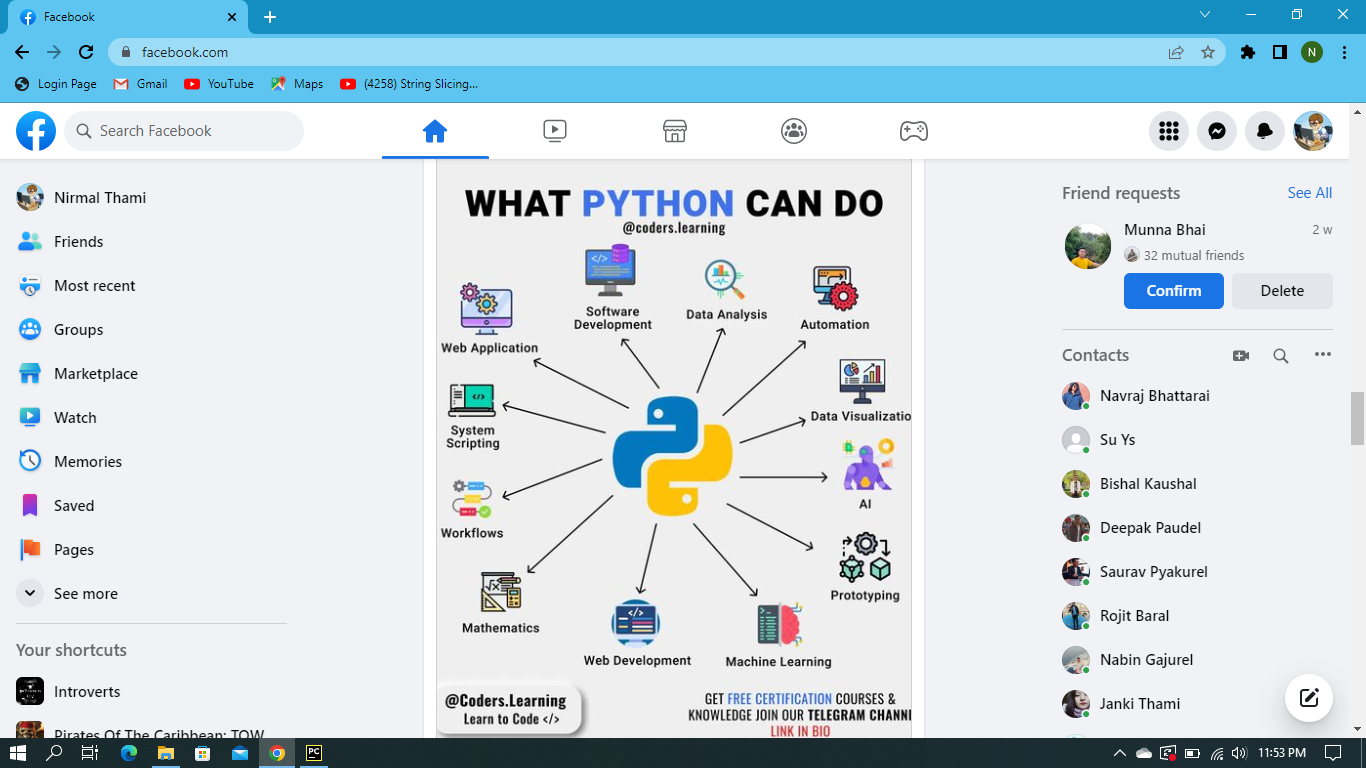 Facebook
facebook.com
N
Login Page
Gmail
YouTube
Maps
(4258) String Slicing...
Search Facebook
Nirmal Thami
Friends
Most recent
Groups
Marketplace
Watch
Memories
Saved
Pages
See more
Your shortcuts
Introverts
Pirates Of The Caribbean: TOW
WHAT PYTHON CAN DO
@coders.learning
Software
Development
Data Analysis
Automation
Web Application
Data Visualizatio
System
Scripting
AI
Workflows
Prototyping
Mathematics
Web Development
Machine Learning
@Coders.Learning
Learn to Code </>
GET FREE CERTIFICATION COURSES &
KNOWLEDGE JOIN OUR TELEGRAM CHANN
LINK IN BIO
Friend requests
See All
Munna Bhai
2 w
32 mutual friends
Confirm
Delete
Contacts
Navraj Bhattarai
Su Ys
Bishal Kaushal
Deepak Paudel
Saurav Pyakurel
Rojit Baral
Nabin Gajurel
Janki Thami
PC
11:53 PM